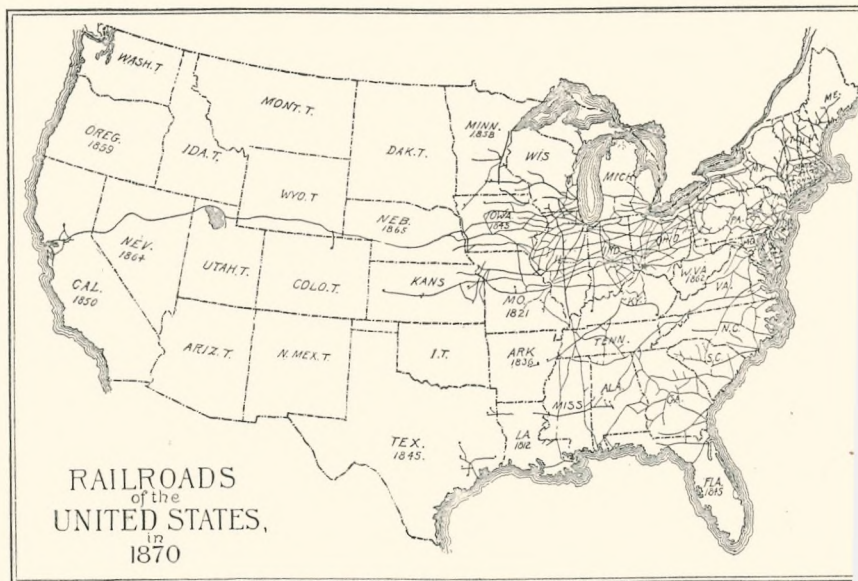 WASH.T.
MONT.T.
OREG.
1859
IDA.T.
DAK.T.
MINN.
1858
WIS
MICH
ME.
WYO.T
NEB.
1865
IOWA
1845
NEV.
1864
UTAH.T.
COLO.T.
KANS
CAL.
1850
MO.
1821
IND.
OHIO
PA.
W.VA
1862
VA.
KY.
ARIZ.T.
N.MEX.T.
I.T.
ARK
1836
TENN.
N.C.
S.C.
MISS
ALA.
GA.
TEX.
1845.
LA
1812
FLA.
1845
RAILROADS
of the
UNITED STATES,
in
1870